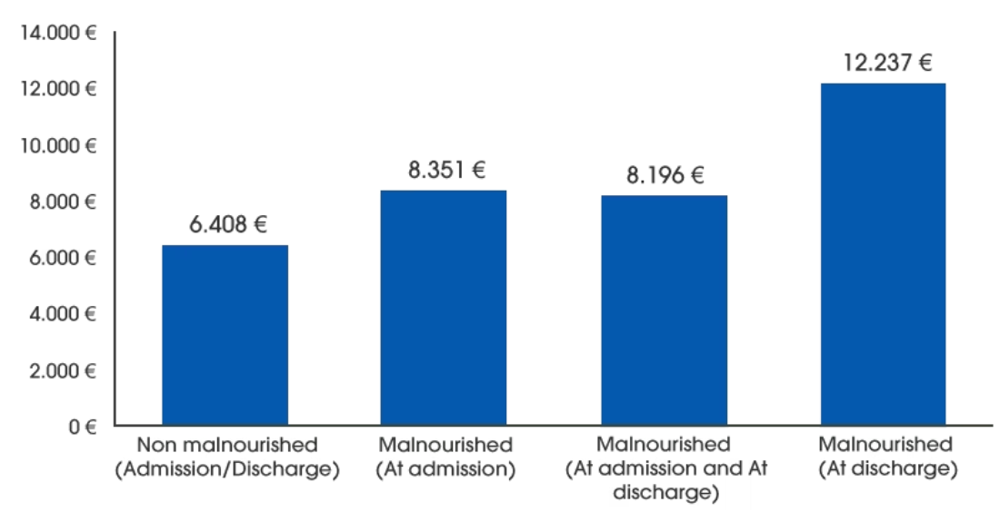 14.000 €
12.000 €
10.000 €
8.000 €
6.000 €
4.000 €
2.000 €
0 €
6.408 €
8.351 €
8.196 €
12.237 €
Non malnourished
(Admission/Discharge)
Malnourished
(At admission)
Malnourished
(At admission and At
discharge)
Malnourished
(At discharge)